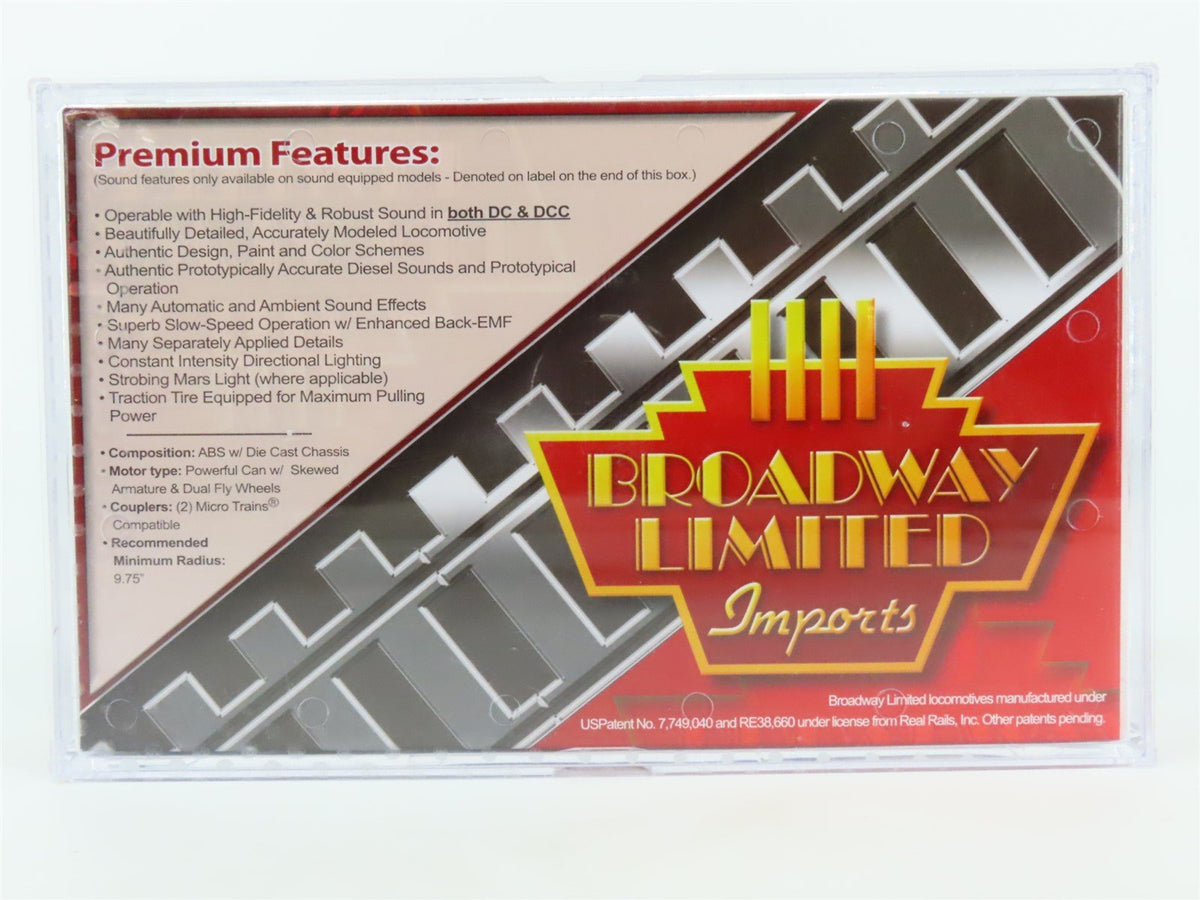 Premium Features:
(Sound features only available on sound equipped models - Denoted on label on the end of this box.)
• Operable with High-Fidelity & Robust Sound in both DC & DCC
• Beautifully Detailed, Accurately Modeled Locomotive
• Authentic Design, Paint and Color Schemes
• Authentic Prototypically Accurate Diesel Sounds and Prototypical
Operation
• Many Automatic and Ambient Sound Effects
• Superb Slow-Speed Operation w/ Enhanced Back-EMF
• Many Separately Applied Details
• Constant Intensity Directional Lighting
• Strobing Mars Light (where applicable)
• Traction Tire Equipped for Maximum Pulling
Power
• Composition: ABS w/ Die Cast Chassis
• Motor type: Powerful Can w/ Skewed
Armature & Dual Fly Wheels
• Couplers: (2) Micro Trains®
Compatible
• Recommended
Minimum Radius:
9.75"
BROADWAY
LIMITED
Imports
Broadway Limited locomotives manufactured under
USPatent No. 7,749,040 and RE38,660 under license from Real Rails, Inc. Other patents pending.